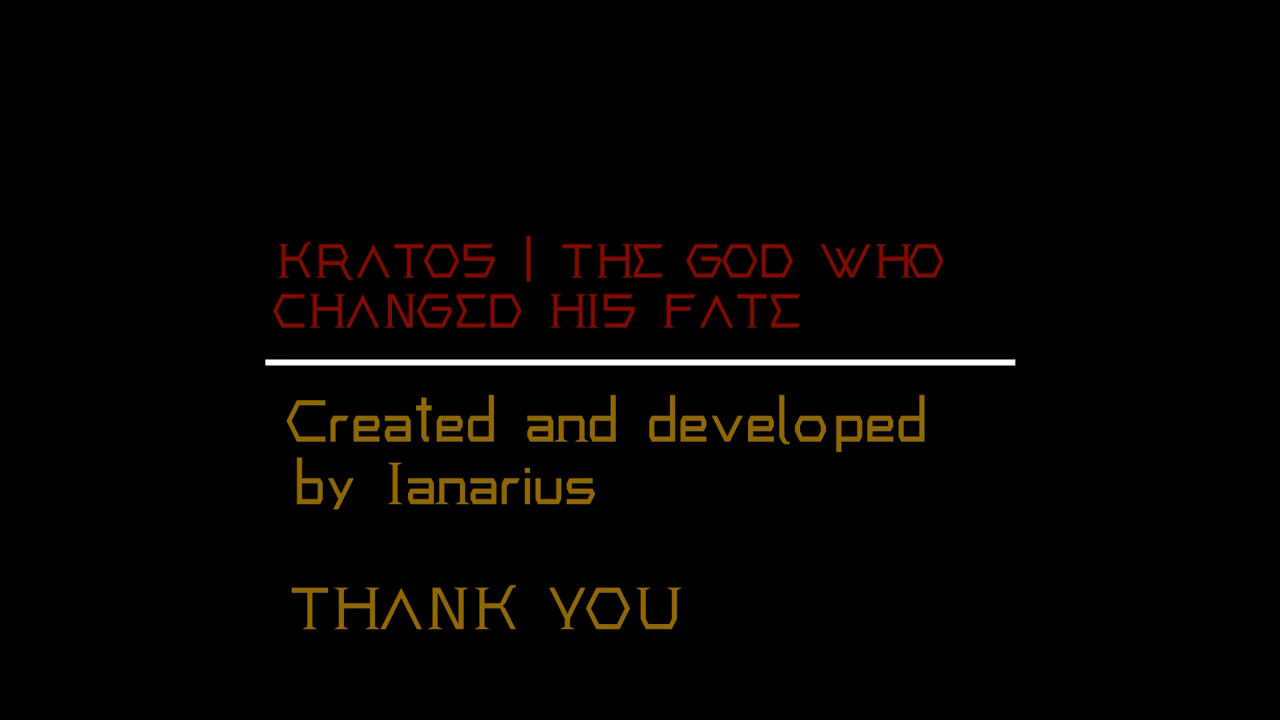 KRATOS | THE GOD WHO
CHANGED HIS FATE
Created and developed
by Ianarius
THANK YOU